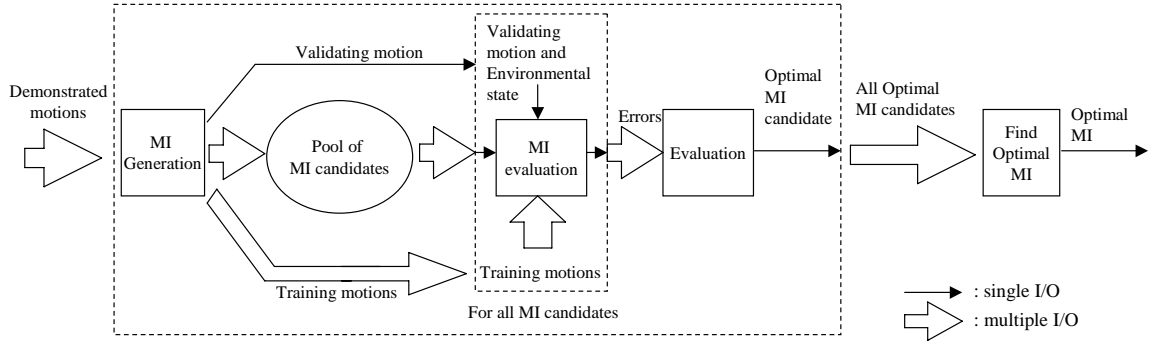 Demonstrated
motions
MI
Generation
Validating motion
Pool of
MI candidates
Training motions
Validating
motion and
Environmental
state
MI
evaluation
Training motions
For all MI candidates
Errors
Evaluation
Optimal
MI
candidate
All Optimal
MI candidates
Find
Optimal
MI
Optimal
MI
: single I/O
: multiple I/O